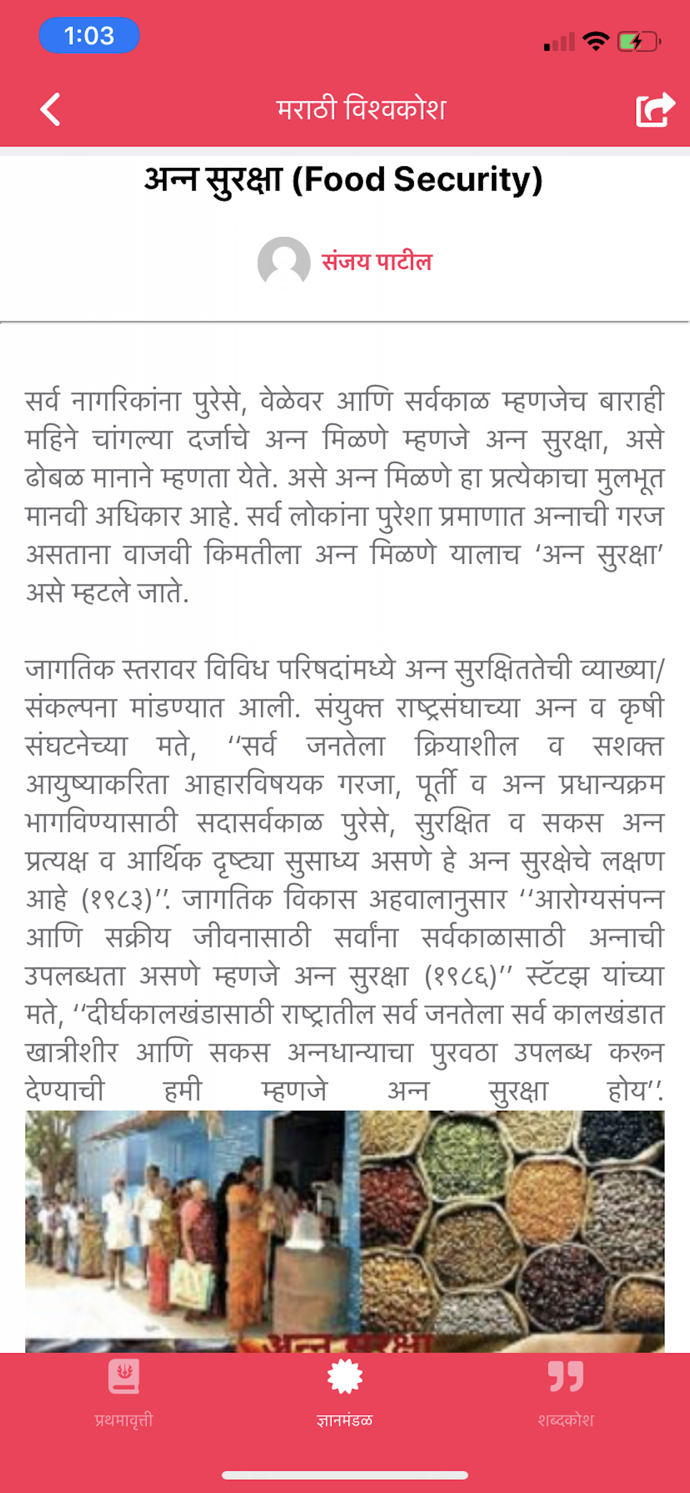 1:03
मराठी विश्वकोश
अन्न सुरक्षा (Food Security)
संजय पाटील
सर्व नागरिकांना पुरेसे, वेळेवर आणि सर्वकाळ म्हणजेच बाराही
महिने चांगल्या दर्जाचे अन्न मिळणे म्हणजे अन्न सुरक्षा, असे
ढोबळ मानाने म्हणता येते. असे अन्न मिळणे हा प्रत्येकाचा मुलभूत
मानवी अधिकार आहे. सर्व लोकांना पुरेशा प्रमाणात अन्नाची गरज
असताना वाजवी किमतीला अन्न मिळणे यालाच ‘अन्न सुरक्षा’
असे म्हटले जाते.
जागतिक स्तरावर विविध परिषदांमध्ये अन्न सुरक्षिततेची व्याख्या/
संकल्पना मांडण्यात आली. संयुक्त राष्ट्रसंघाच्या अन्न व कृषी
संघटनेच्या मते, ‘‘सर्व जनतेला क्रियाशील व सशक्त
आयुष्याकरिता आहारविषयक गरजा, पूर्ती व अन्न प्रधान्यक्रम
भागविण्यासाठी सदासर्वकाळ पुरेसे, सुरक्षित व सकस अन्न
प्रत्यक्ष व आर्थिक दृष्ट्या सुसाध्य असणे हे अन्न सुरक्षेचे लक्षण
आहे (१९८३)’’. जागतिक विकास अहवालानुसार ‘‘आरोग्यसंपन्न
आणि सक्रीय जीवनासाठी सर्वांना सर्वकाळासाठी अन्नाची
उपलब्धता असणे म्हणजे अन्न सुरक्षा (१९८६)’’ स्टॅटझ यांच्या
मते, ‘‘दीर्घकालखंडासाठी राष्ट्रातील सर्व जनतेला सर्व कालखंडात
खात्रीशीर आणि सकस अन्नधान्याचा पुरवठा उपलब्ध करून
देण्याची हमी म्हणजे अन्न सुरक्षा होय’’.
अन्न सुरक्षा
प्रथमावृत्ती
ज्ञानमंडळ
शब्दकोश